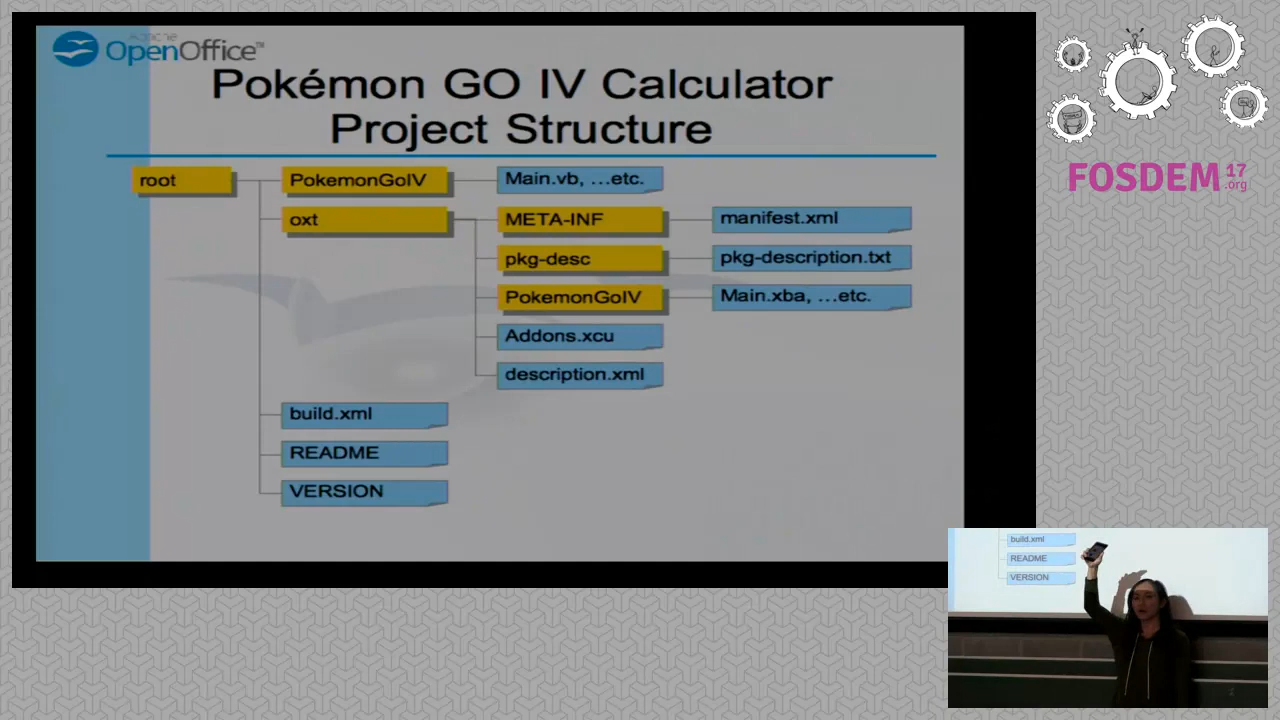 OpenOffice™
Pokémon GO IV Calculator
Project Structure
root
PokemonGoIV
Main.vb, ...etc.
oxt
META-INF
manifest.xml
pkg-desc
pkg-description.txt
PokemonGoIV
Main.xba, ...etc.
Addons.xcu
description.xml
build.xml
README
VERSION
FOSDEM 17
.org
build.xml
README
VERSION